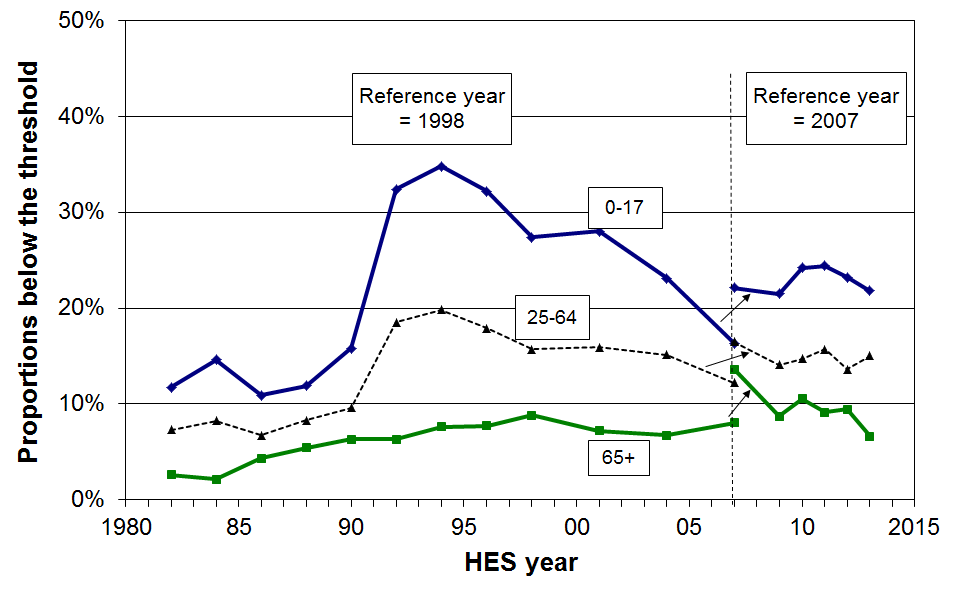 50%
40%
30%
20%
10%
0%
Proportions below the threshold
Reference year
= 1998
Reference year
= 2007
0-17
25-64
65+
1980 85 90 95 00 05 10 2015
HES year